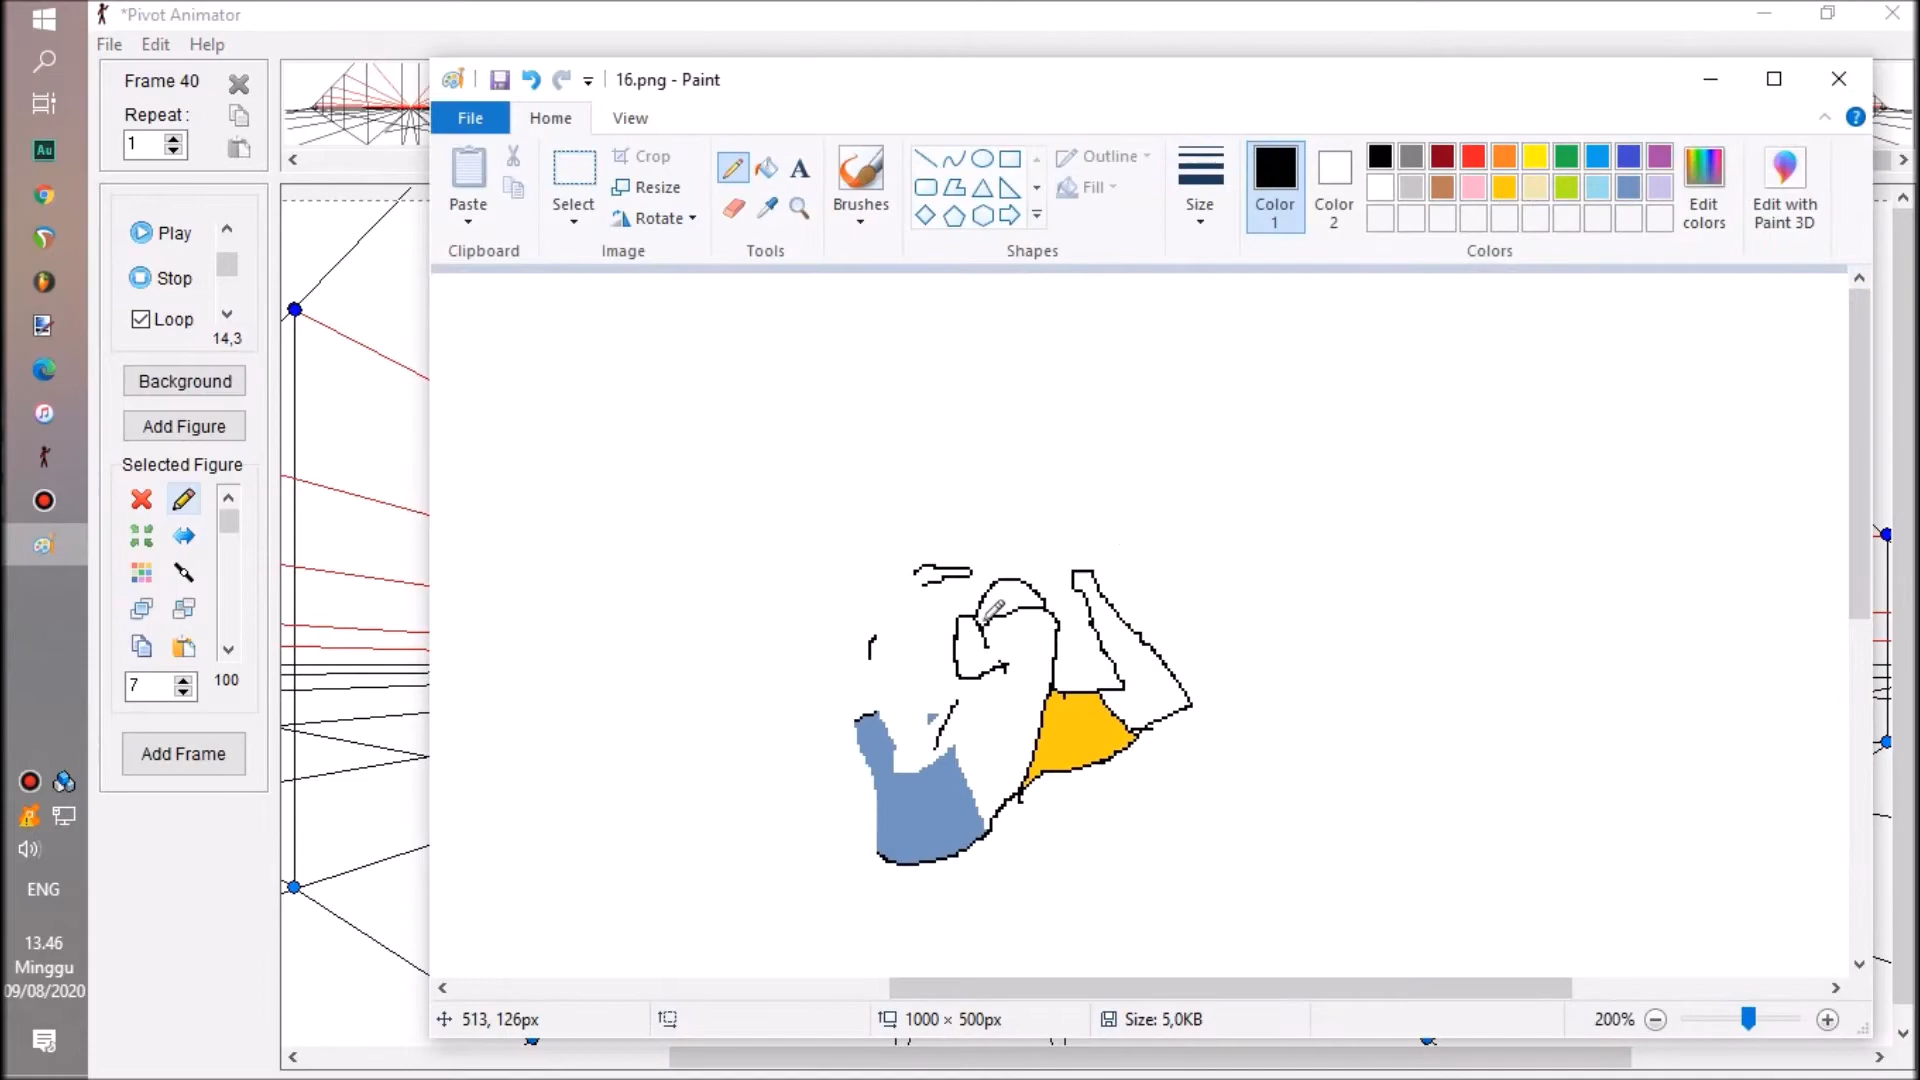 *Pivot Animator
File Edit Help
Frame 40
Repeat :
1
Play
Stop
Loop
14,3
Background
Add Figure
Selected Figure
7
100
Add Frame
16.png - Paint
File Home View
Paste
Select
Crop
Resize
Rotate
A
Brushes
Outline
Fill
Size
Color 1
Color 2
Edit colors
Edit with Paint 3D
?
Clipboard
Image
Tools
Shapes
Colors
513, 126px
1000 × 500px
Size: 5,0KB
200%
Au
ENG
13.46
Minggu
09/08/2020